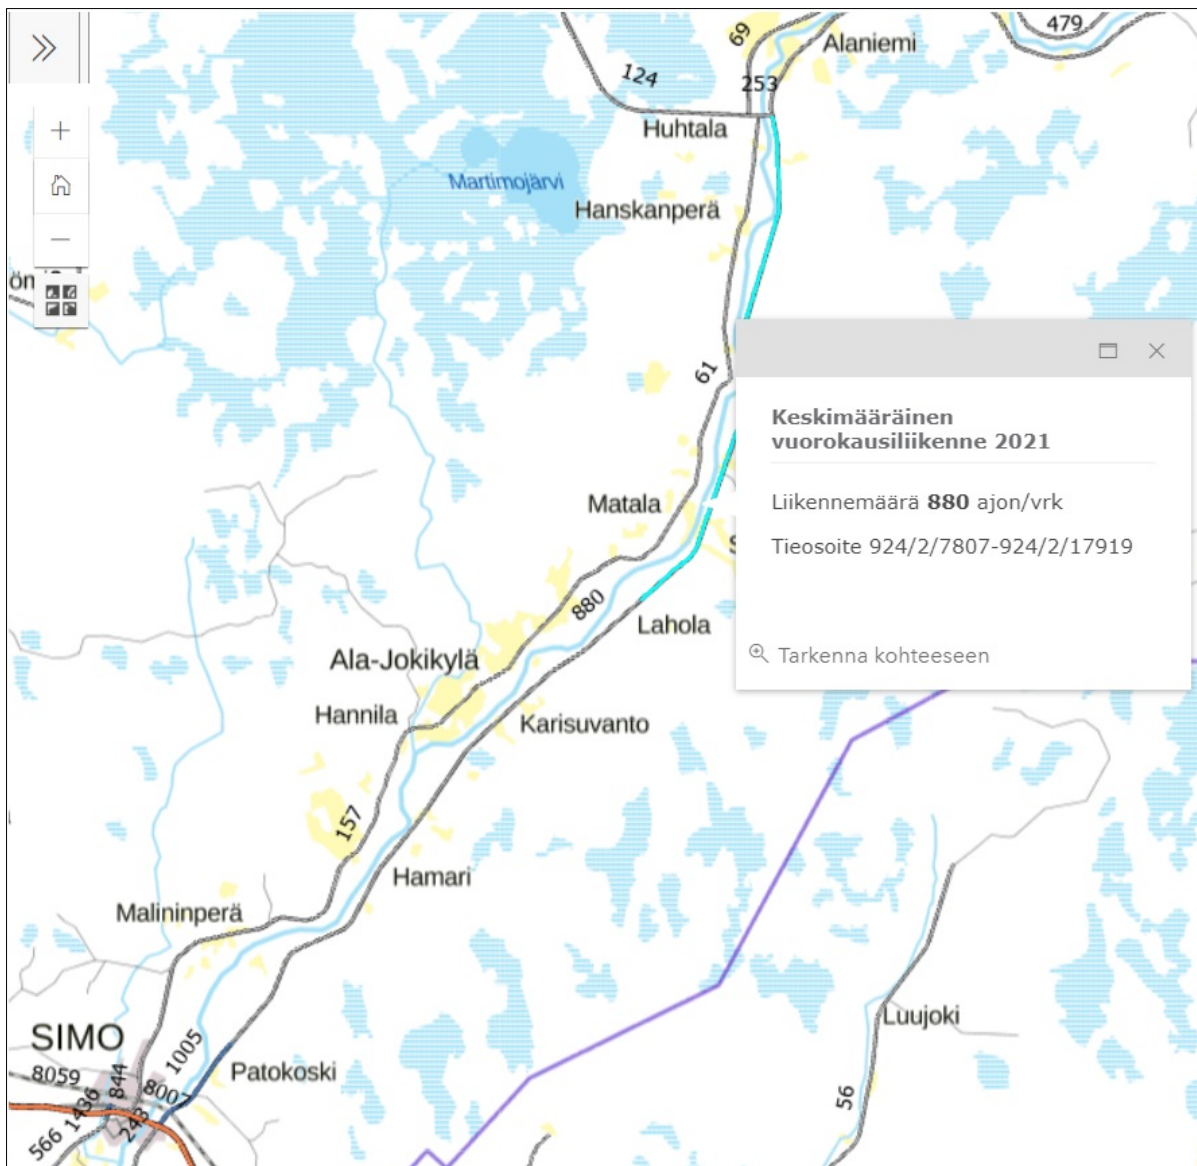 479
69
Alaniemi
124
253
Huhtala
Martimojärvi
Hanskanperä
61
Keskimääräinen
vuorokausiliikenne 2021
Matala
Liikennemäärä 880 ajon/vrk
Tieosoite 924/2/7807-924/2/17919
880
Lahola
Ala-Jokikylä
Tarkenna kohteeseen
Hannila
Karisuvanto
157
Hamari
Malininperä
Luujoki
SIMO
1005
Patokoski
8059
844
8007
56
1436
243
566